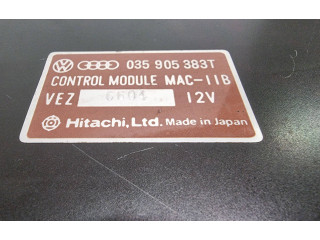 035 905 383T
CONTROL MODULE MAC-11B
VEZ 12V
Hitachi, Ltd. Made in Japan